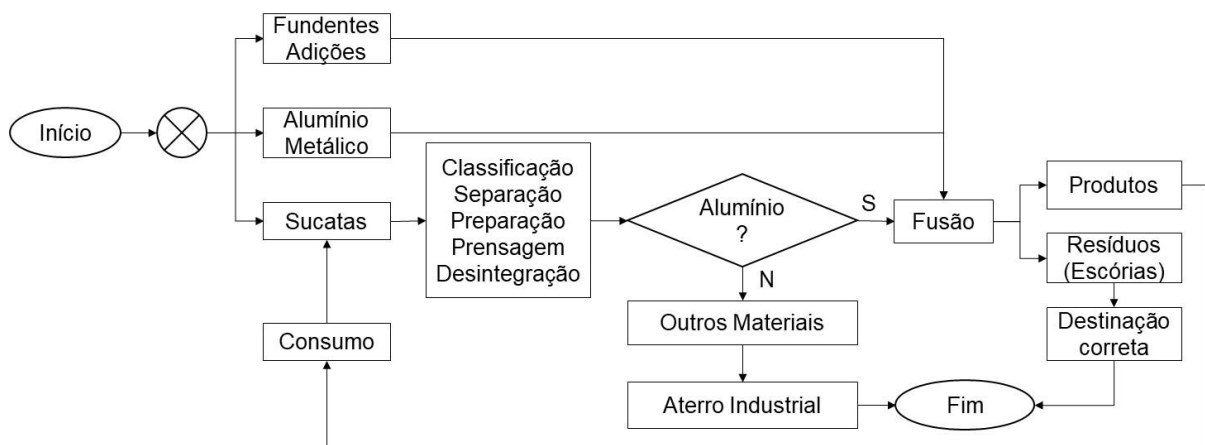 Fundentes
Adições
Início
Alumínio
Metálico
Classificação
Separação
Preparação
Prensagem
Desintegração
Sucatas
Alumínio
?
S
N
Fusão
Produtos
Resíduos
(Escórias)
Outros Materiais
Destinação
correta
Consumo
Aterro Industrial
Fim